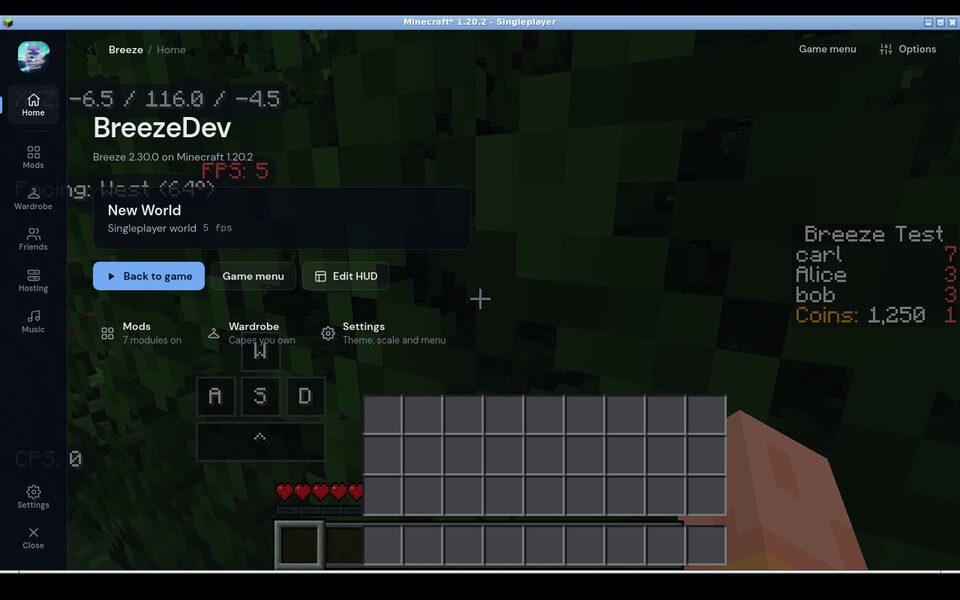 Minecraft* 1.20.2 - Singleplayer
Breeze / Home
Game menu
Options
Home
-6.5 / 116.0 / -4.5
BreezeDev
Breeze 2.30.0 on Minecraft 1.20.2
Mods
FPS: 5
Facing: West (64°)
Wardrobe
New World
Singleplayer world 5 fps
Friends
Breeze Test
carl 7
Alice 3
bob 3
Coins: 1,250 1
Hosting
Back to game
Game menu
Edit HUD
Music
Mods
7 modules on
Wardrobe
Capes you own
Settings
Theme, scale and menu
W
A S D
^
CPS: 0
Settings
Close